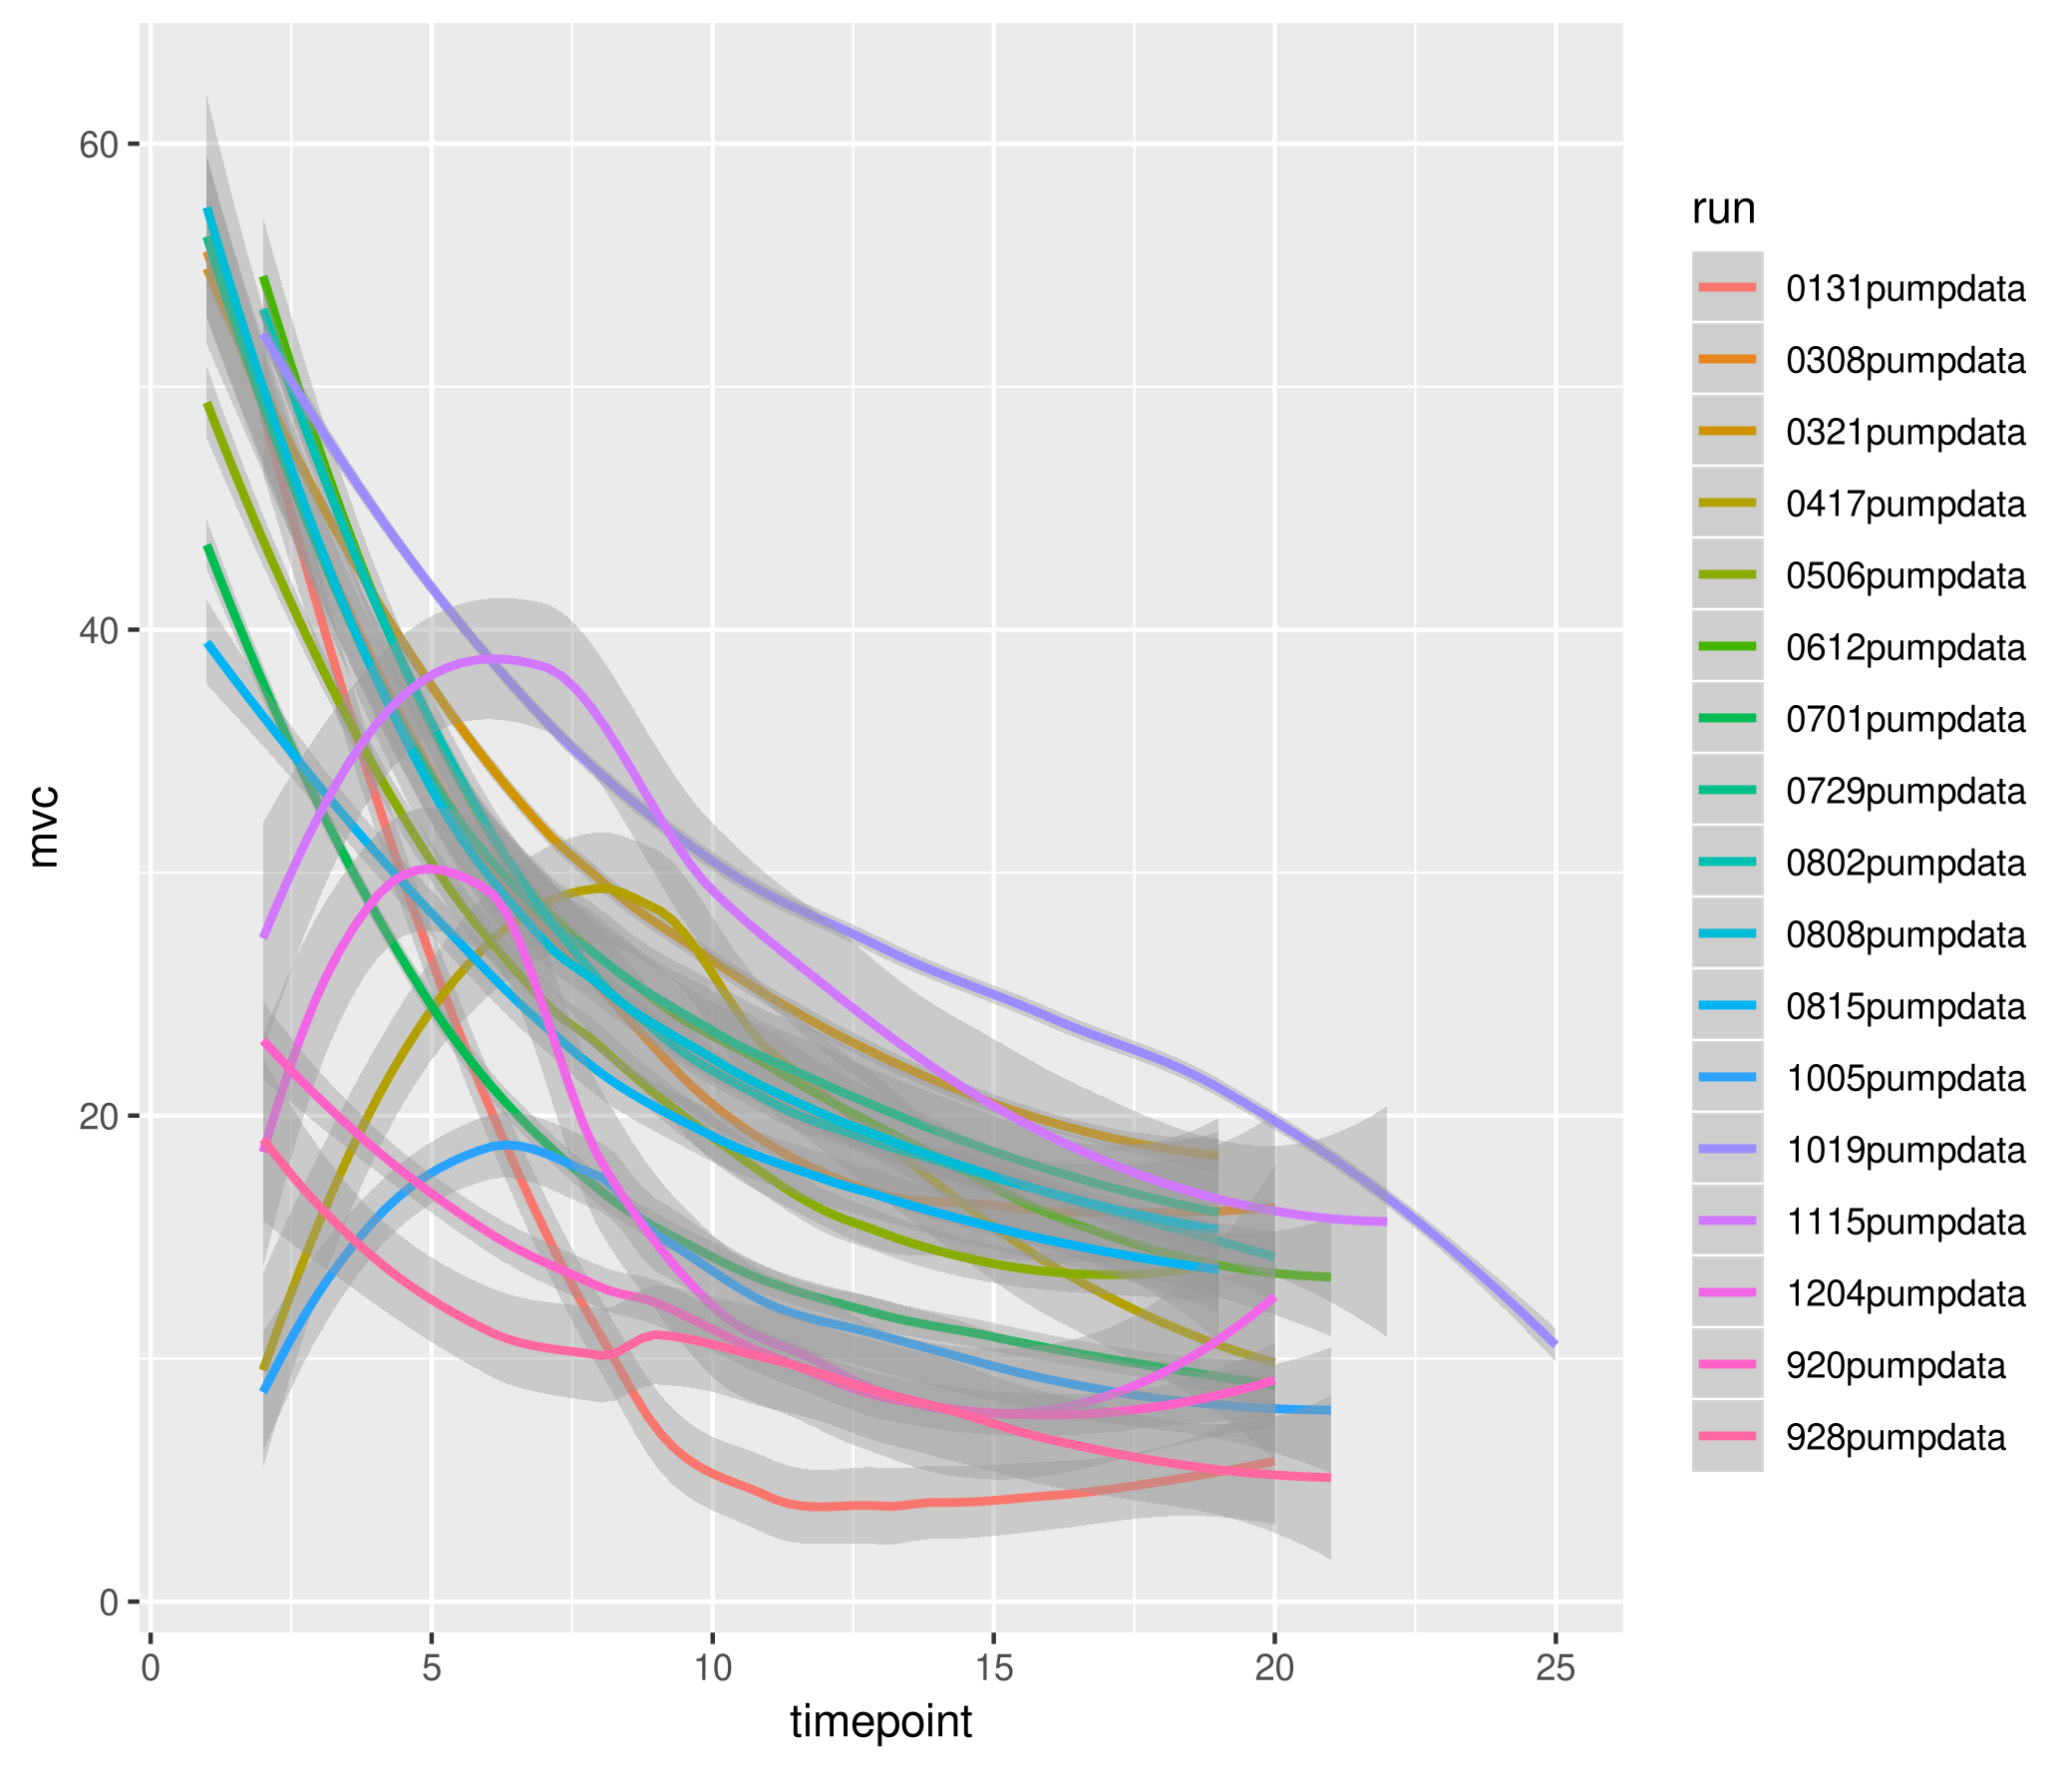 60
40
20
0
mvc
0 5 10 15 20 25
timepoint
run
0131pumpdata
0308pumpdata
0321pumpdata
0417pumpdata
0506pumpdata
0612pumpdata
0701pumpdata
0729pumpdata
0802pumpdata
0808pumpdata
0815pumpdata
1005pumpdata
1019pumpdata
1115pumpdata
1204pumpdata
920pumpdata
928pumpdata